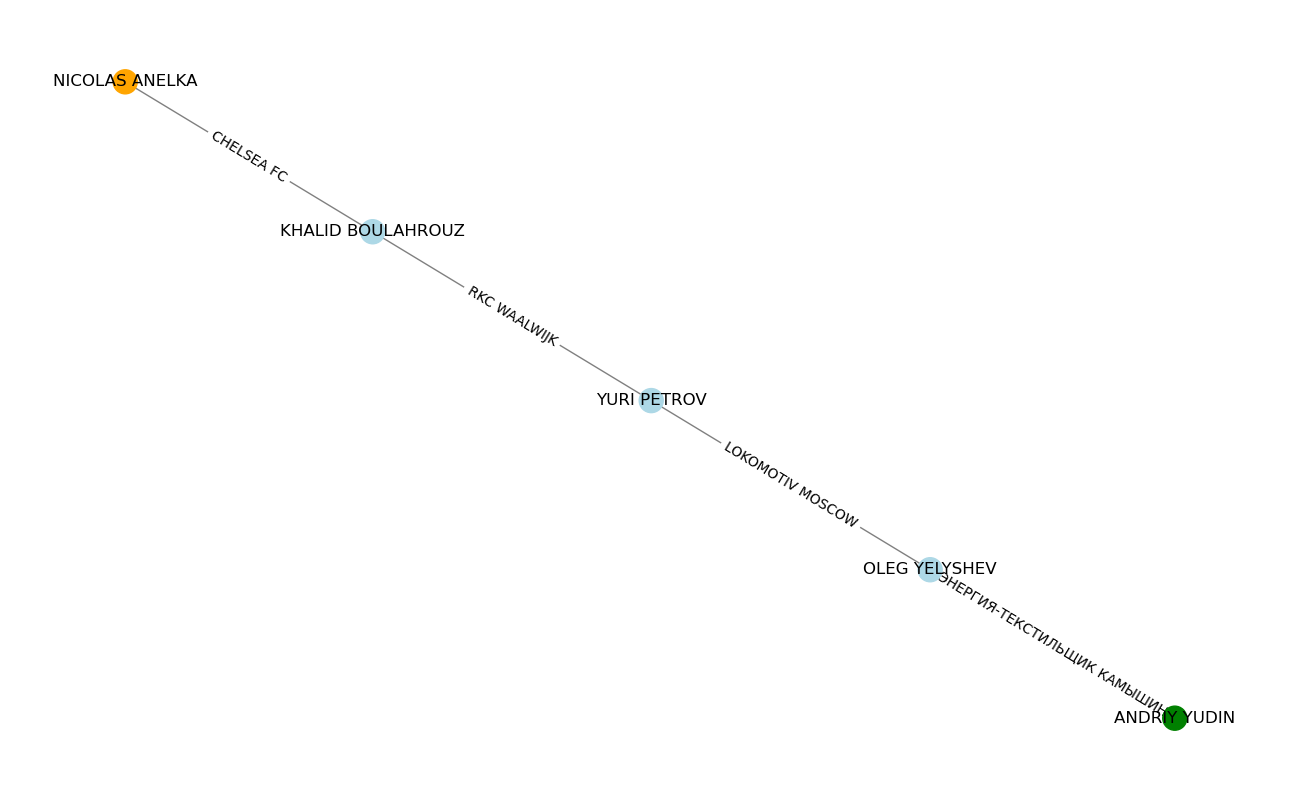 NICOLAS ANELKA
CHELSEA FC
KHALID BOULAHROUZ
RKC WAALWIJK
YURI PETROV
LOKOMOTIV MOSCOW
OLEG YELYSHEV
ЭНЕРГИЯ-ТЕКСТИЛЬЩИК КАМЫШИН
ANDRIY YUDIN